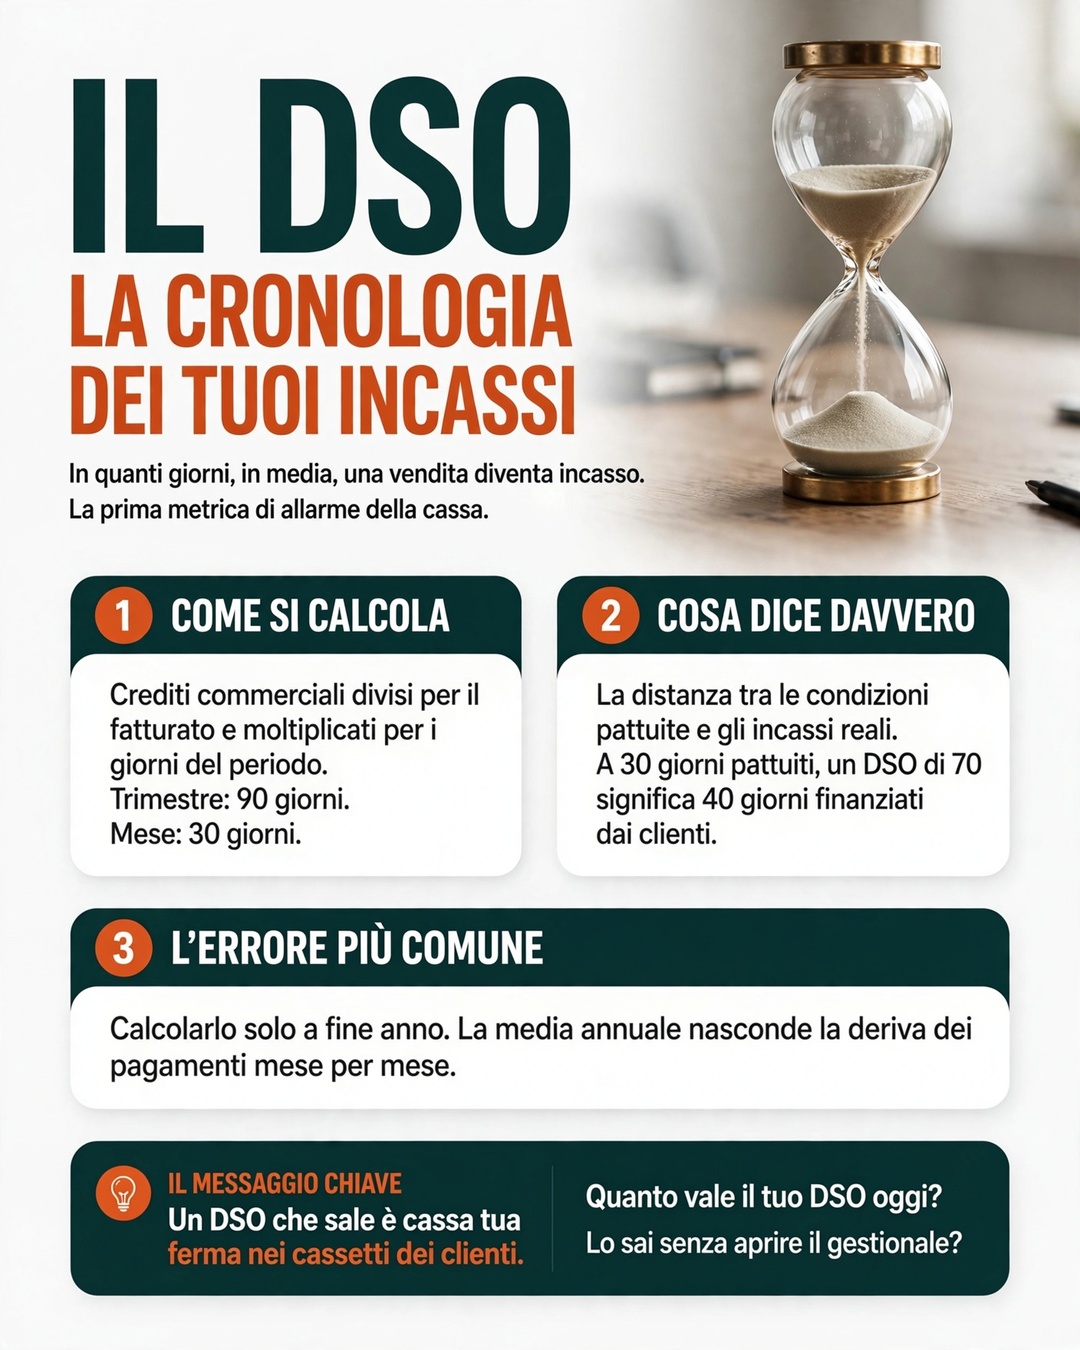 IL DSO
LA CRONOLOGIA
DEI TUOI INCASSI
In quanti giorni, in media, una vendita diventa incasso.
La prima metrica di allarme della cassa.
1 COME SI CALCOLA
Crediti commerciali divisi per il
fatturato e moltiplicati per i
giorni del periodo.
Trimestre: 90 giorni.
Mese: 30 giorni.
2 COSA DICE DAVVERO
La distanza tra le condizioni
pattuite e gli incassi reali.
A 30 giorni pattuiti, un DSO di 70
significa 40 giorni finanziati
dai clienti.
3 L’ERRORE PIÙ COMUNE
Calcolarlo solo a fine anno. La media annuale nasconde la deriva dei
pagamenti mese per mese.
IL MESSAGGIO CHIAVE
Un DSO che sale è cassa tua
ferma nei cassetti dei clienti.
Quanto vale il tuo DSO oggi?
Lo sai senza aprire il gestionale?